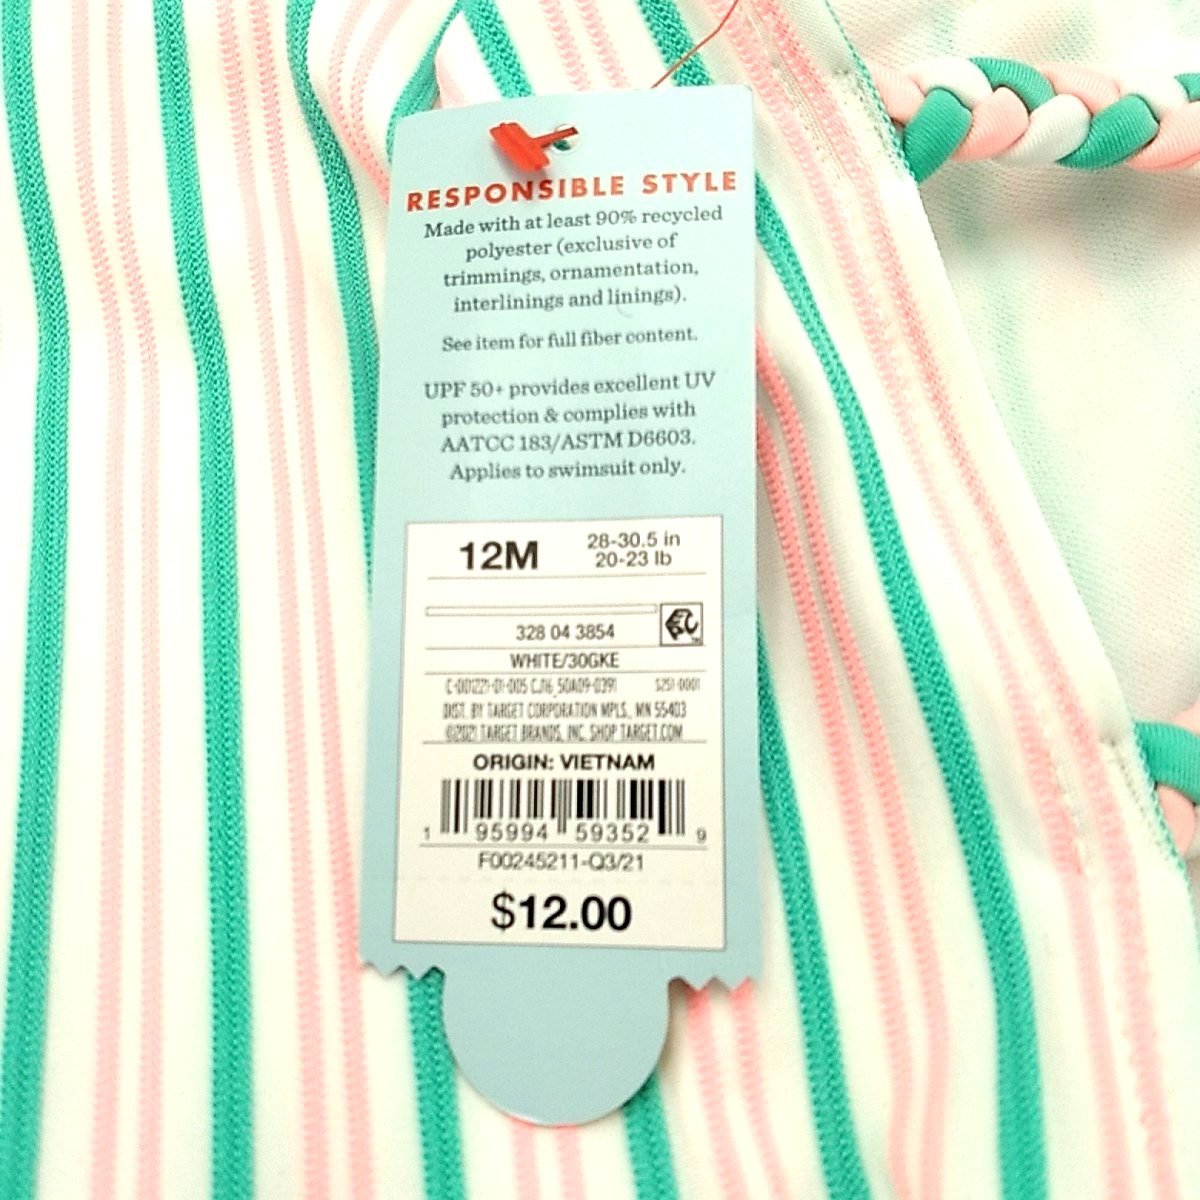 RESPONSIBLE STYLE
Made with at least 90% recycled
polyester (exclusive of
trimmings, ornamentation,
interlinings and linings).
See item for full fiber content.
UPF 50+ provides excellent UV
protection & complies with
AATCC 183/ASTM D6603.
Applies to swimsuit only.
12M
28-30.5 in
20-23 lb
328 04 3854
WHITE/30GKE
DIST. BY TARGET CORPORATION MPLS., MN 55403
©2021 TARGET BRANDS, INC. SHOP TARGET.COM
ORIGIN: VIETNAM
1 95994 59352 9
F00245211-Q3/21
$12.00